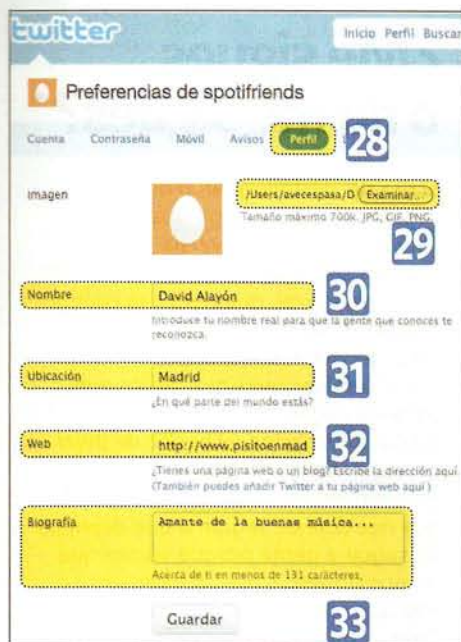 twitter
Inicio Perfil Buscar
Preferencias de spotifriends
Cuenta Contraseña Móvil Avisos Perfil
28
Imagen
/Users/avecespasa/D Examinar...
Tamaño máximo 700k. JPG, GIF, PNG.
29
Nombre David Alayón
30
Introduce tu nombre real para que la gente que conoces te
reconozca.
Ubicación Madrid
31
¿En qué parte del mundo estás?
Web http://www.pisitoenmad
32
¿Tienes una página web o un blog? Escribe la dirección aquí
(También puedes añadir Twitter a tu página web aquí )
Biografía Amante de la buenas música...
Acerca de ti en menos de 131 carácteres,
Guardar
33